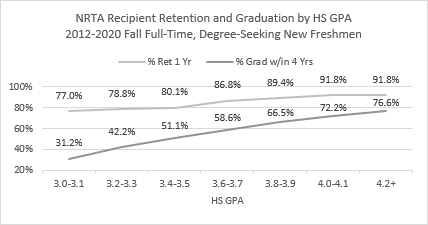 NRTA Recipient Retention and Graduation by HS GPA
2012-2020 Fall Full-Time, Degree-Seeking New Freshmen
% Ret 1 Yr % Grad w/in 4 Yrs
100%
80%
60%
40%
20%
77.0% 78.8% 80.1% 86.8% 89.4% 91.8% 91.8%
31.2% 42.2% 51.1% 58.6% 66.5% 72.2% 76.6%
3.0-3.1 3.2-3.3 3.4-3.5 3.6-3.7 3.8-3.9 4.0-4.1 4.2+
HS GPA